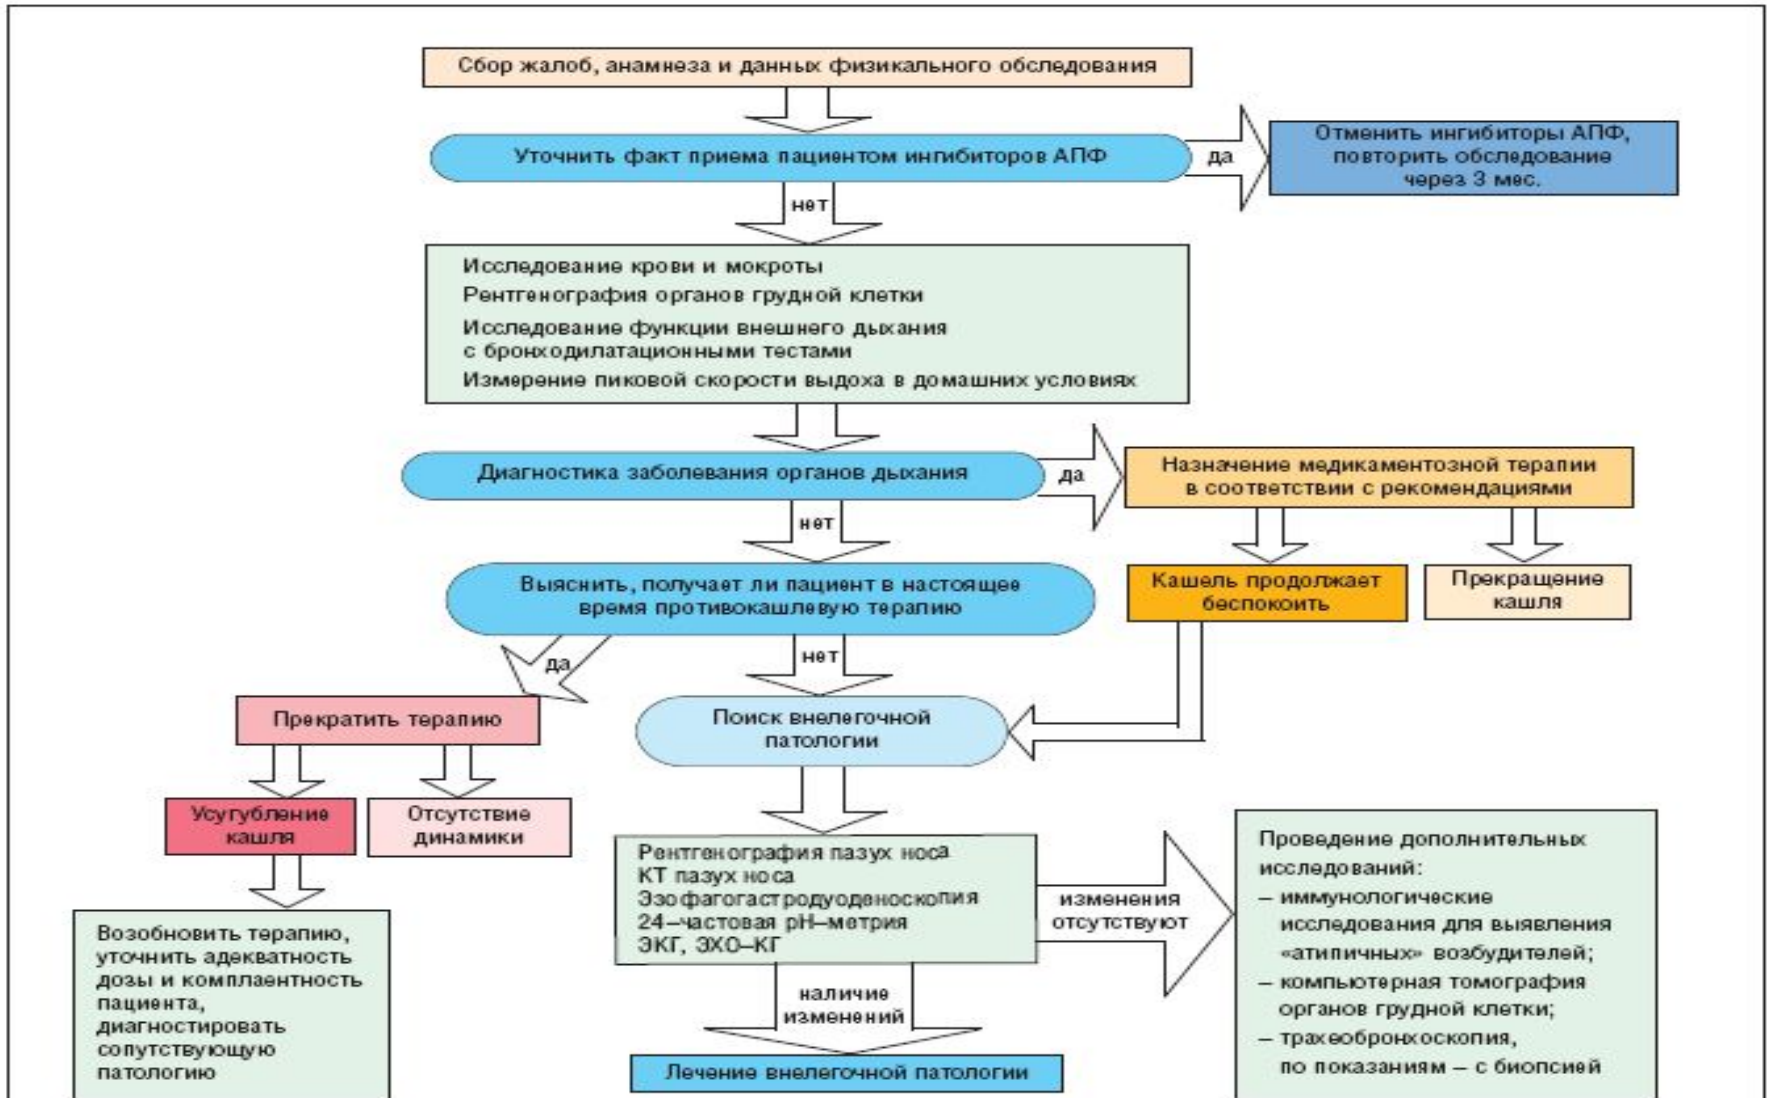 Сбор жалоб, анамнеза и данных физикального обследования
Уточнить факт приема пациентом ингибиторов АПФ
да
Отменить ингибиторы АПФ,
повторить обследование
через 3 мес.
нет
Исследование крови и мокроты
Рентгенография органов грудной клетки
Исследование функции внешнего дыхания
с бронходилатационными тестами
Измерение пиковой скорости выдоха в домашних условиях
Диагностика заболевания органов дыхания
да
Назначение медикаментозной терапии
в соответствии с рекомендациями
нет
Кашель продолжает
беспокоить
Прекращение
кашля
Выяснить, получает ли пациент в настоящее
время противокашлевую терапию
да
нет
Прекратить терапию
Поиск внелегочной
патологии
Усугубление
кашля
Отсутствие
динамики
Возобновить терапию,
уточнить адекватность
дозы и комплаентность
пациента,
диагностировать
сопутствующую
патологию
Рентгенография пазух носа
КТ пазух носа
Эзофагогастродуоденоскопия
24–частовая pH–метрия
ЭКГ, ЭХО–КГ
изменения
отсутствуют
Проведение дополнительных
исследований:
– иммунологические
исследования для выявления
«атипичных» возбудителей;
– компьютерная томография
органов грудной клетки;
– трахеобронхоскопия,
по показаниям – с биопсией
наличие
изменений
Лечение внелегочной патологии